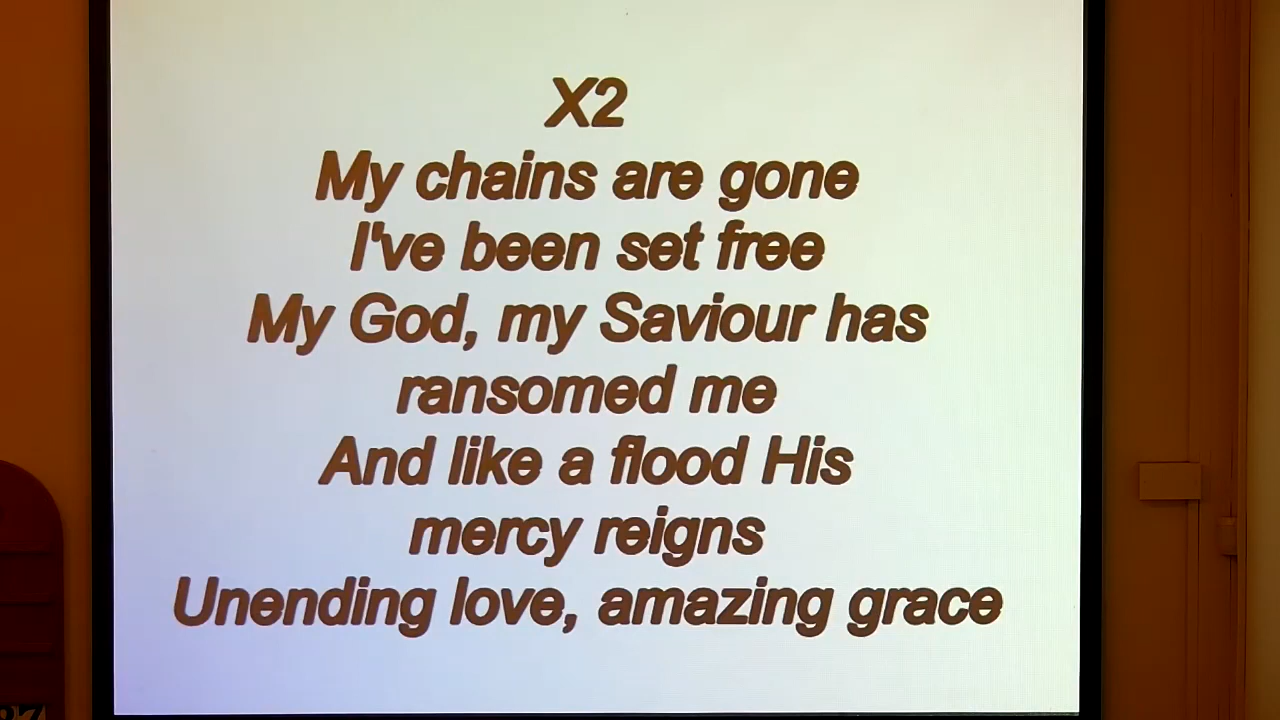 X2
My chains are gone
I've been set free
My God, my Saviour has
ransomed me
And like a flood His
mercy reigns
Unending love, amazing grace